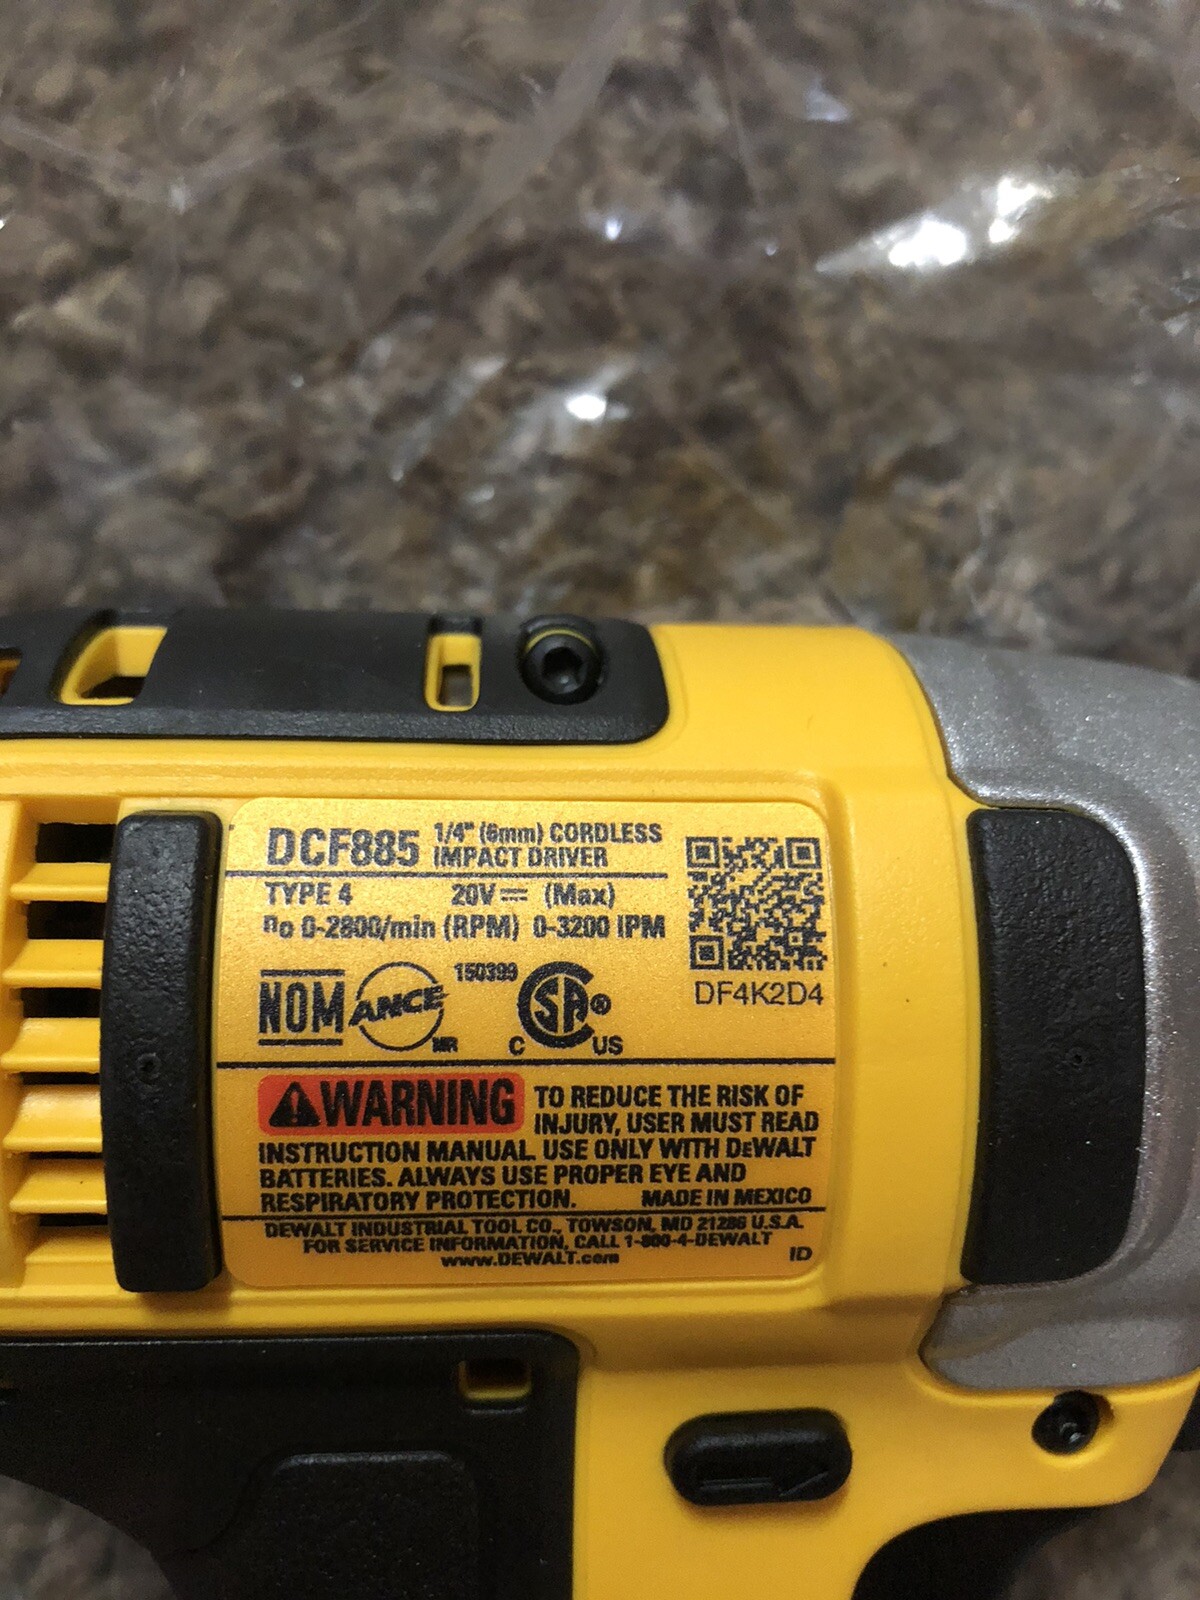 DCF885 1/4" (6mm) CORDLESS
IMPACT DRIVER
TYPE 4 20V⎓ (Max)
no 0-2800/min (RPM) 0-3200 IPM
DF4K2D4
NOM ANCE MR 150399 C SA® US
WARNING TO REDUCE THE RISK OF
INJURY, USER MUST READ
INSTRUCTION MANUAL. USE ONLY WITH DEWALT
BATTERIES. ALWAYS USE PROPER EYE AND
RESPIRATORY PROTECTION. MADE IN MEXICO
DEWALT INDUSTRIAL TOOL CO., TOWSON, MD 21286 U.S.A.
FOR SERVICE INFORMATION, CALL 1-800-4-DEWALT
www.DEWALT.com ID